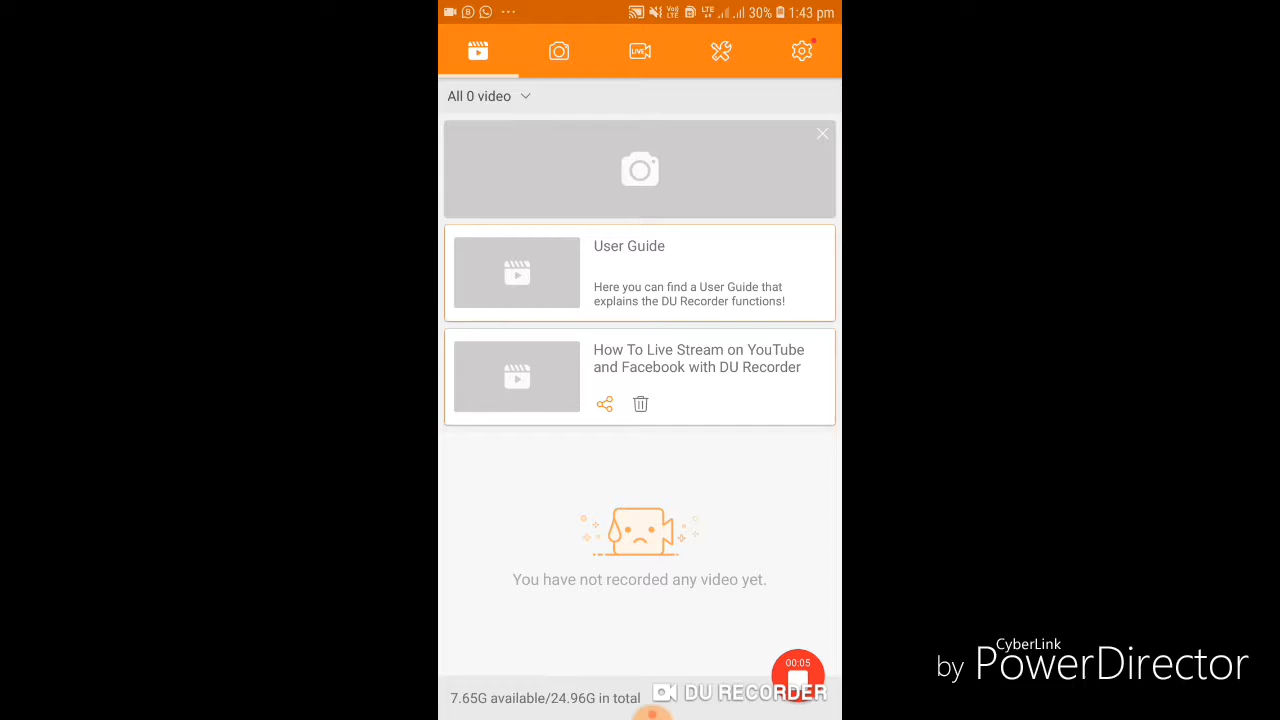 30% 1:43 pm
LIVE
All 0 video
User Guide
Here you can find a User Guide that
explains the DU Recorder functions!
How To Live Stream on YouTube
and Facebook with DU Recorder
You have not recorded any video yet.
00:05
7.65G available/24.96G in total
DU RECORDER
CyberLink
by PowerDirector